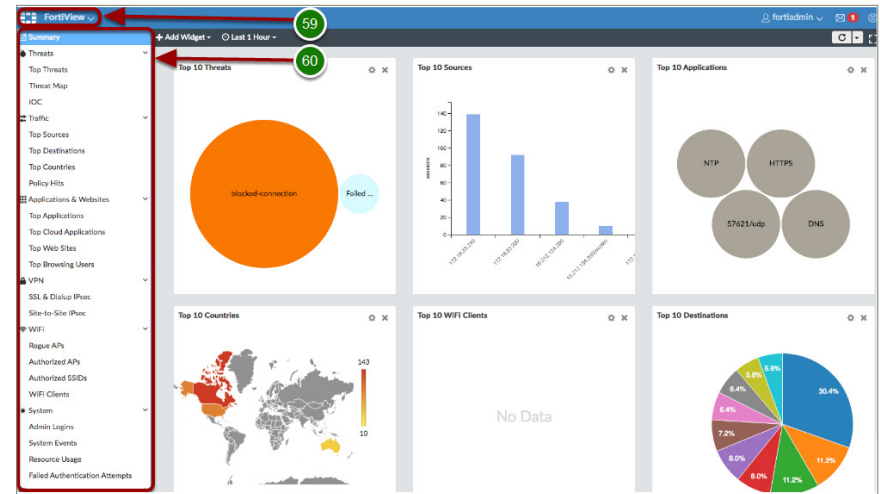 FortiView
59
fortiadmin
1
Summary
+ Add Widget
Last 1 Hour
60
Threats
Top Threats
Threat Map
IOC
Traffic
Top Sources
Top Destinations
Top Countries
Policy Hits
Applications & Websites
Top Applications
Top Cloud Applications
Top Web Sites
Top Browsing Users
VPN
SSL & Dialup IPsec
Site-to-Site IPsec
WiFi
Rogue APs
Authorized APs
Authorized SSIDs
WiFi Clients
System
Admin Logins
System Events
Resource Usage
Failed Authentication Attempts
Top 10 Threats
blocked-connection
Failed ...
Top 10 Sources
sessions
140
120
100
80
60
40
20
0
Top 10 Applications
NTP
HTTPS
57621/udp
DNS
Top 10 Countries
143
10
Top 10 WiFi Clients
No Data
Top 10 Destinations
30.4%
11.2%
11.2%
8.0%
8.0%
7.2%
6.4%
6.4%
5.6%
5.6%